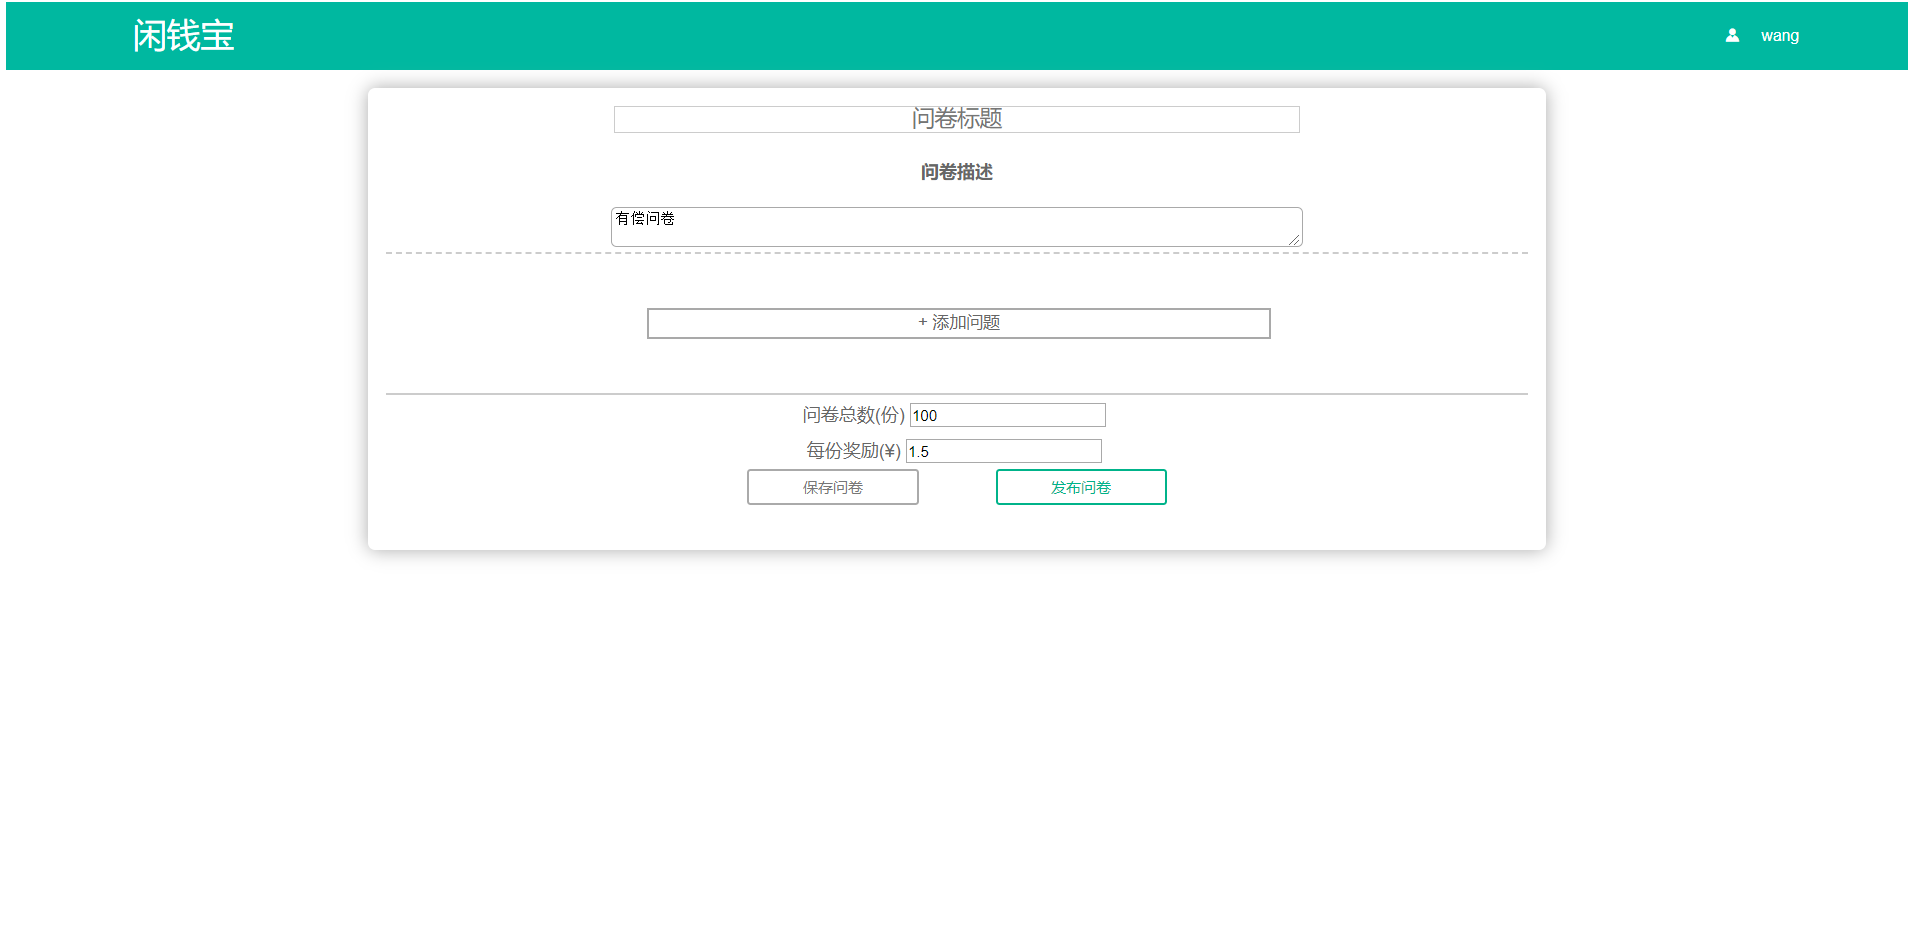 闲钱宝
wang
问卷标题
问卷描述
有偿问卷
+ 添加问题
问卷总数(份) 100
每份奖励(¥) 1.5
保存问卷 发布问卷